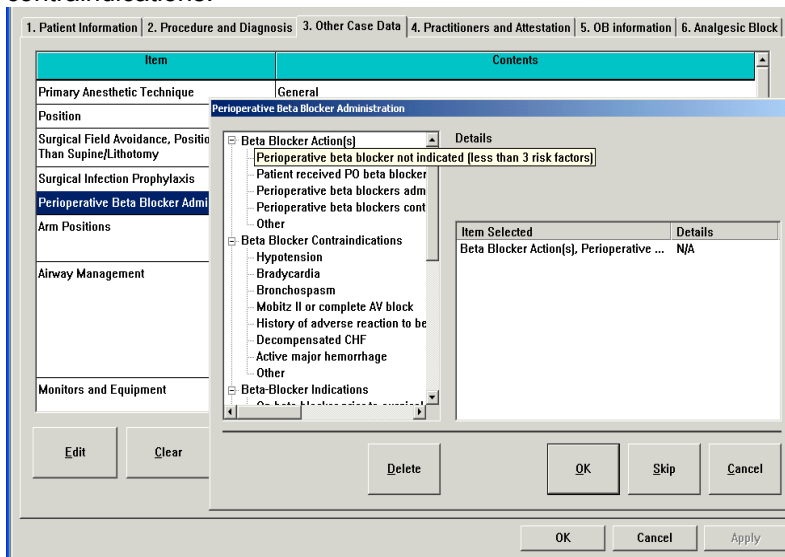 1. Patient Information 2. Procedure and Diagnosis 3. Other Case Data 4. Practitioners and Attestation 5. OB information 6. Analgesic Block
Item Contents
Primary Anesthetic Technique General
Position
Surgical Field Avoidance, Positio
Than Supine/Lithotomy
Surgical Infection Prophylaxis
Perioperative Beta Blocker Admi
Arm Positions
Airway Management
Monitors and Equipment
Edit Clear
Perioperative Beta Blocker Administration
Beta Blocker Action(s)
Perioperative beta blocker not indicated (less than 3 risk factors)
Patient received PO beta blocker
Perioperative beta blockers adm
Perioperative beta blockers cont
Other
Beta Blocker Contraindications
Hypotension
Bradycardia
Bronchospasm
Mobitz II or complete AV block
History of adverse reaction to be
Decompensated CHF
Active major hemorrhage
Other
Beta-Blocker Indications
Details
Item Selected Details
Beta Blocker Action(s), Perioperative ... N/A
Delete OK Skip Cancel
OK Cancel Apply